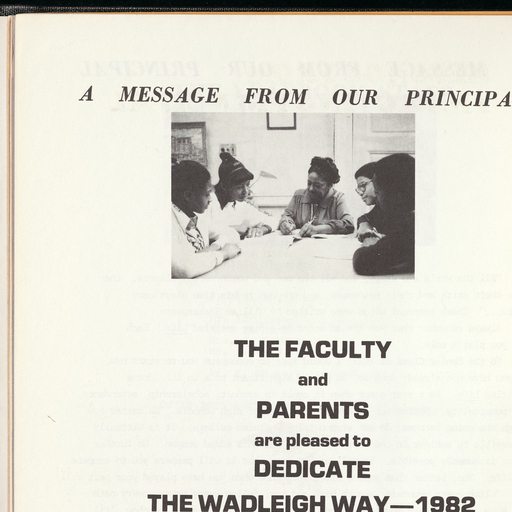 A MESSAGE FROM OUR PRINCIPA
THE FACULTY
and
PARENTS
are pleased to
DEDICATE
THE WADLEIGH WAY—1982